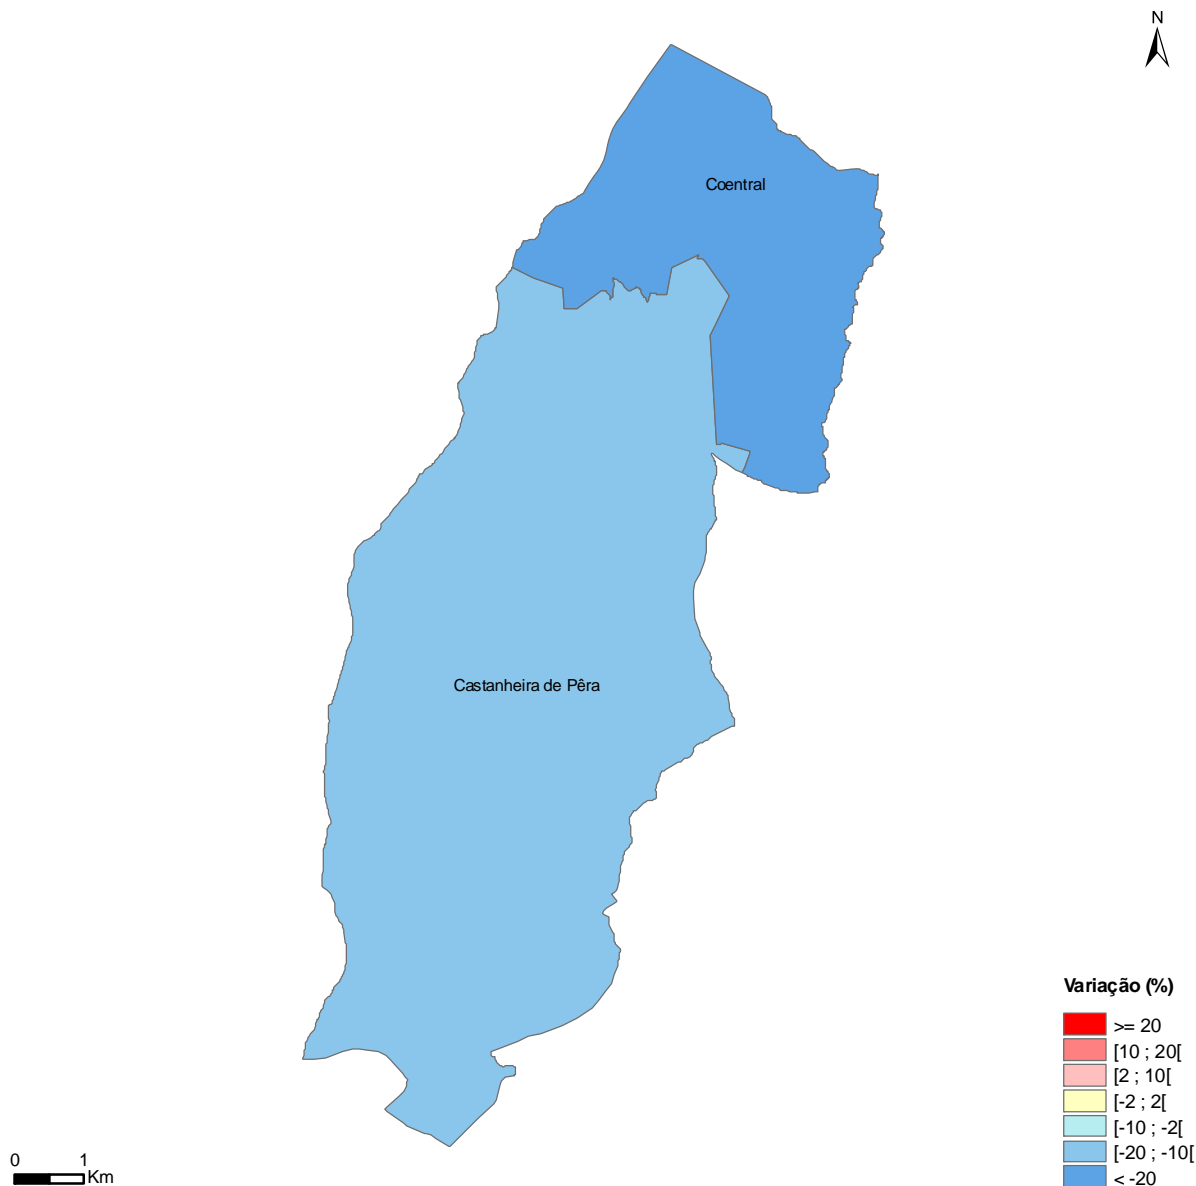 N
Coentral
Castanheira de Pêra
Variação (%)
>= 20
[10 ; 20[
[2 ; 10[
[-2 ; 2[
[-10 ; -2[
[-20 ; -10[
< -20
0 1
Km